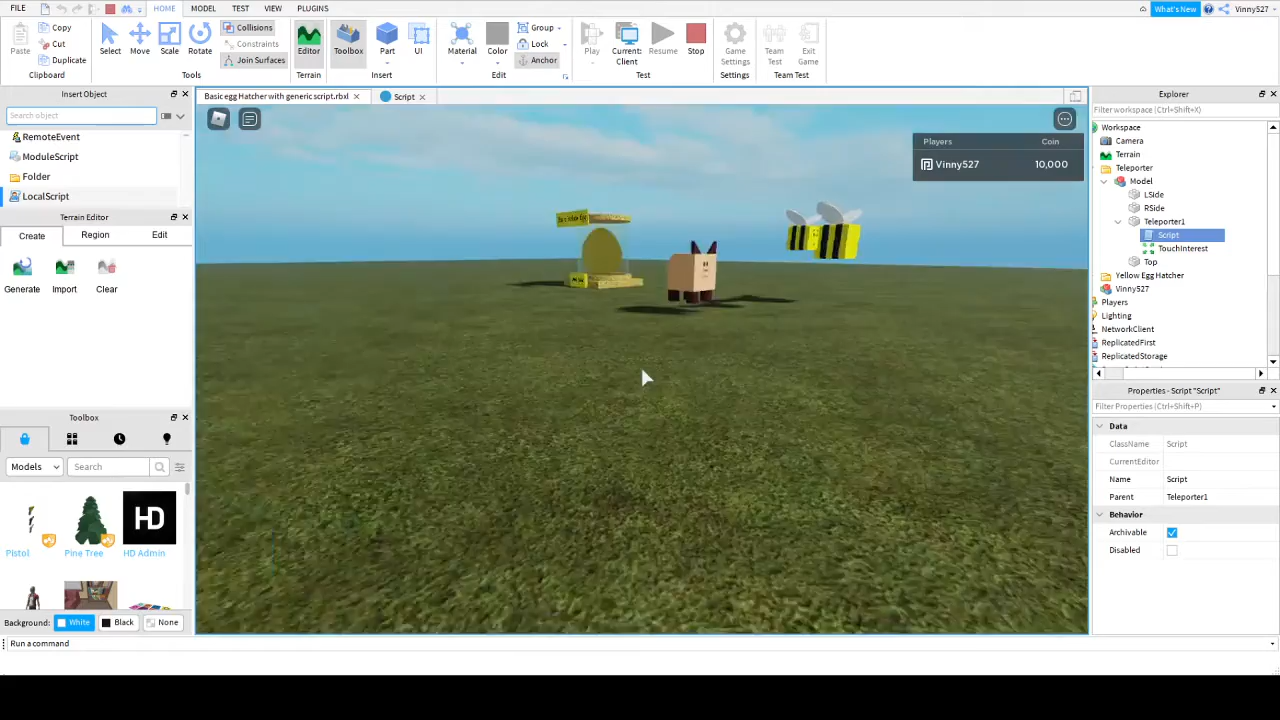 FILE HOME MODEL TEST VIEW PLUGINS What's New Vinny527
Paste Copy Cut Duplicate Clipboard
Select Move Scale Rotate Tools
Collisions Constraints Join Surfaces
Editor Terrain
Toolbox Part UI Insert
Material Color Group Lock Anchor Edit
Play Current: Client Resume Stop Test
Game Settings Settings
Team Test Exit Game Team Test
Insert Object
Search object
RemoteEvent
ModuleScript
Folder
LocalScript
Terrain Editor
Create Region Edit
Generate Import Clear
Toolbox
Models Search
Pistol Pine Tree HD Admin
HD
Background: White Black None
Run a command
Basic egg Hatcher with generic script.rbxl Script
Players Coin
Vinny527 10,000
Explorer
Filter workspace (Ctrl+Shift+X)
Workspace
Camera
Terrain
Teleporter
Model
LSide
RSide
Teleporter1
Script
TouchInterest
Top
Yellow Egg Hatcher
Vinny527
Players
Lighting
NetworkClient
ReplicatedFirst
ReplicatedStorage
Properties - Script "Script"
Filter Properties (Ctrl+Shift+P)
Data
ClassName Script
CurrentEditor
Name Script
Parent Teleporter1
Behavior
Archivable
Disabled